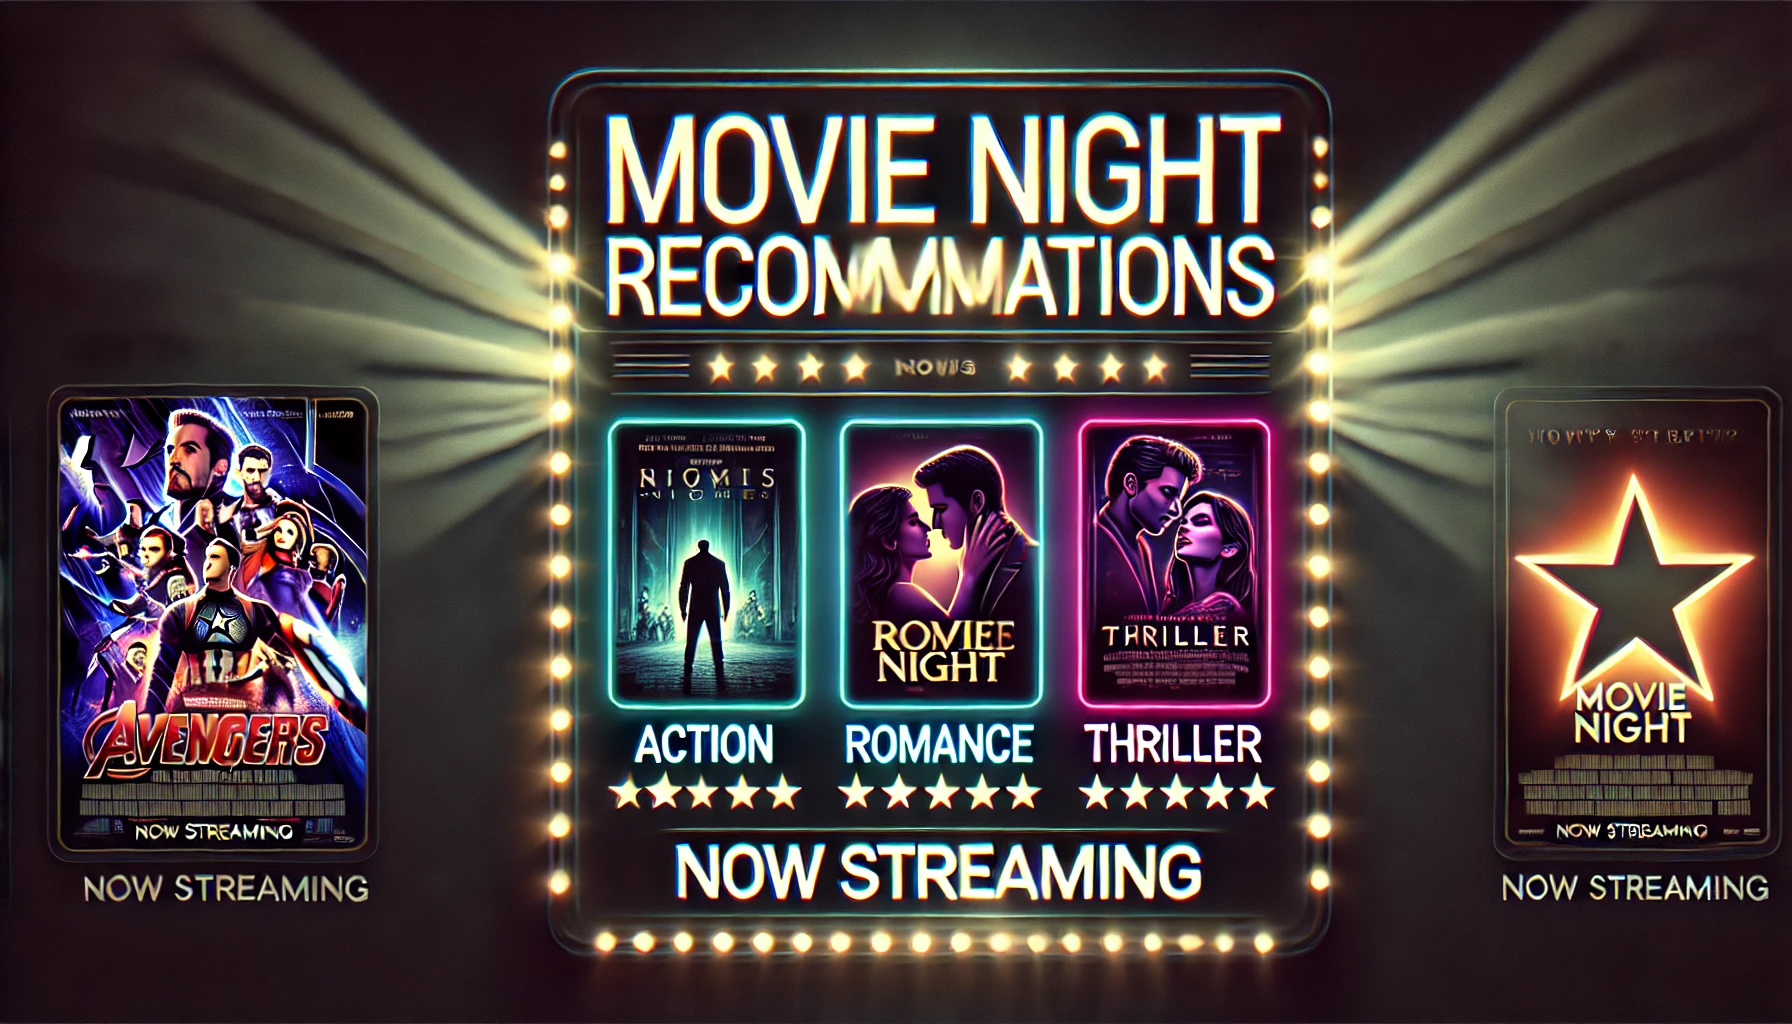 MOVIE NIGHT
RECOMMMATIONS
NOVIS
NIOMIS
ROMIEE
NIGHT
THRILLER
ACTION
ROMANCE
THRILLER
NOW STREAMING
AVENGERS
NOW STREAMING
NOW STREAMING
MOVIE
NIGHT
NOW STREAMING
NOW STREAMING